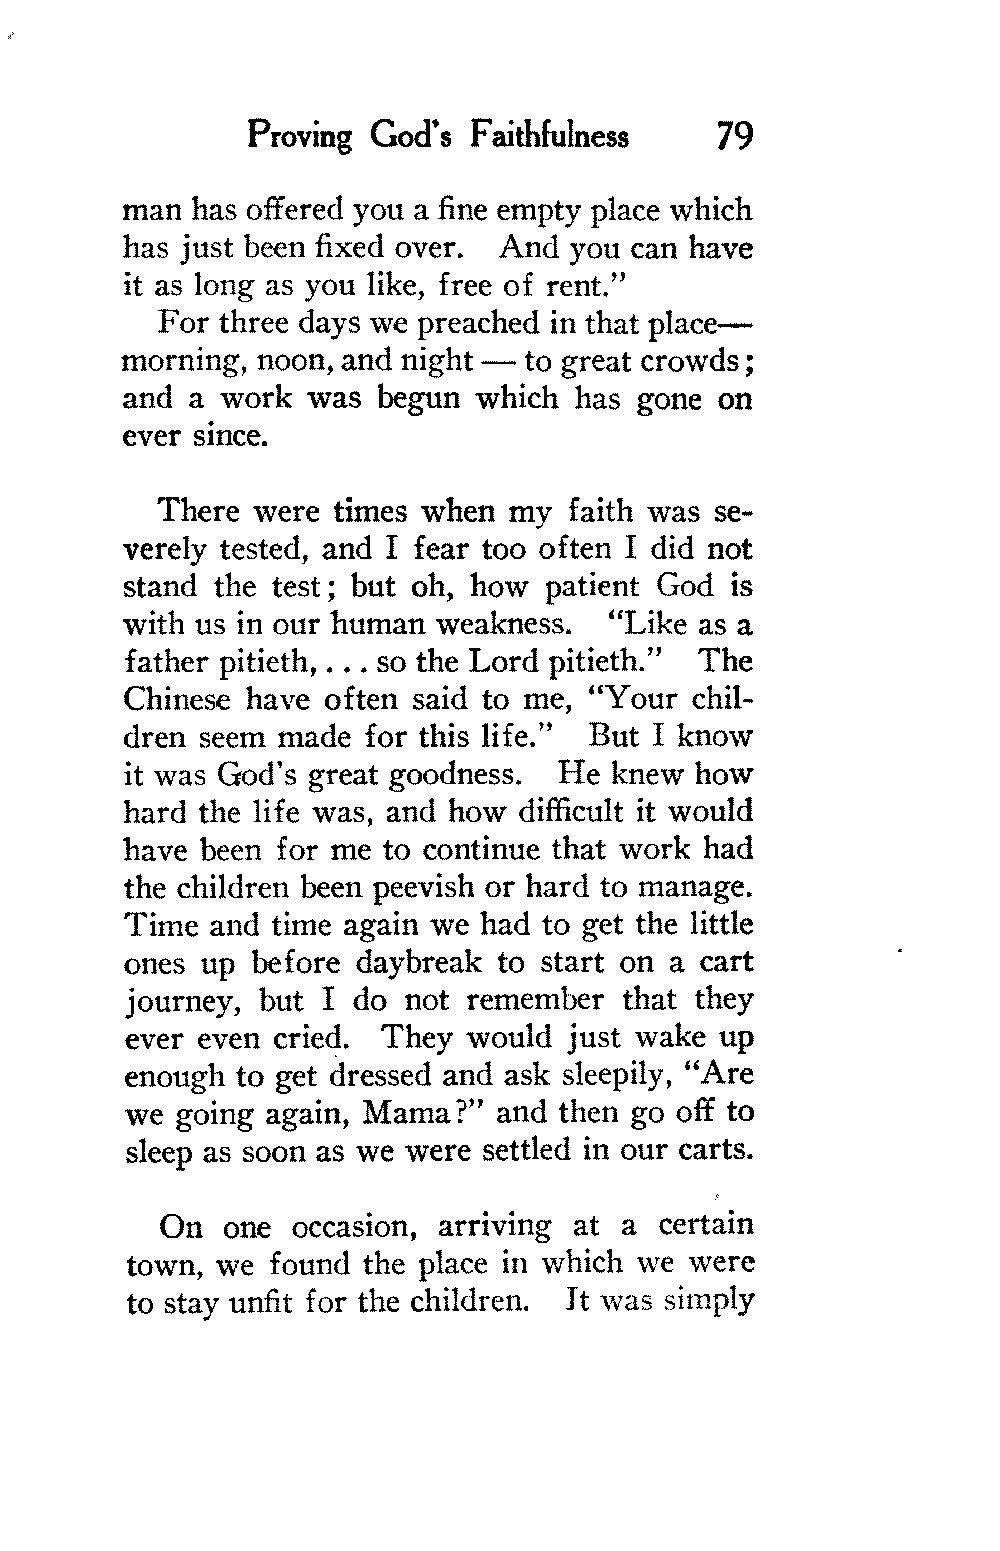 Proving God's Faithfulness 79
man has offered you a fine empty place which
has just been fixed over. And you can have
it as long as you like, free of rent."
For three days we preached in that place—
morning, noon, and night — to great crowds;
and a work was begun which has gone on
ever since.
There were times when my faith was se-
verely tested, and I fear too often I did not
stand the test; but oh, how patient God is
with us in our human weakness. "Like as a
father pitieth, . . . so the Lord pitieth." The
Chinese have often said to me, "Your chil-
dren seem made for this life." But I know
it was God's great goodness. He knew how
hard the life was, and how difficult it would
have been for me to continue that work had
the children been peevish or hard to manage.
Time and time again we had to get the little
ones up before daybreak to start on a cart
journey, but I do not remember that they
ever even cried. They would just wake up
enough to get dressed and ask sleepily, "Are
we going again, Mama?" and then go off to
sleep as soon as we were settled in our carts.
On one occasion, arriving at a certain
town, we found the place in which we were
to stay unfit for the children. It was simply